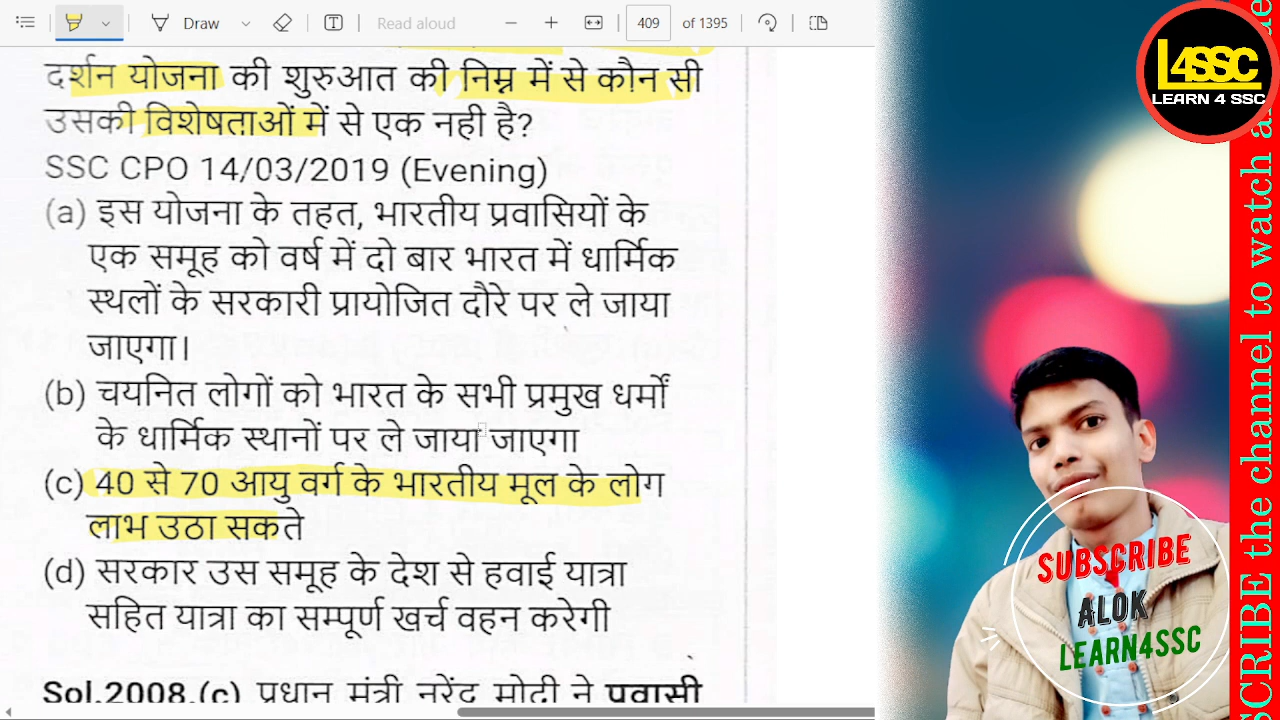 Draw
Read aloud
409 of 1395
दर्शन योजना की शुरुआत की निम्न में से कौन सी
उसकी विशेषताओं में से एक नही है?
SSC CPO 14/03/2019 (Evening)
(a) इस योजना के तहत, भारतीय प्रवासियों के
एक समूह को वर्ष में दो बार भारत में धार्मिक
स्थलों के सरकारी प्रायोजित दौरे पर ले जाया
जाएगा।
(b) चयनित लोगों को भारत के सभी प्रमुख धर्मों
के धार्मिक स्थानों पर ले जाया जाएगा
(c) 40 से 70 आयु वर्ग के भारतीय मूल के लोग
लाभ उठा सकते
(d) सरकार उस समूह के देश से हवाई यात्रा
सहित यात्रा का सम्पूर्ण खर्च वहन करेगी
Sol.2008.(c) प्रधान मंत्री नरेंद्र मोदी ने प्रवासी
L4SSC
LEARN 4 SSC
SUBSCRIBE
ALOK
LEARN4SSC
SCRIBE the channel to watch a